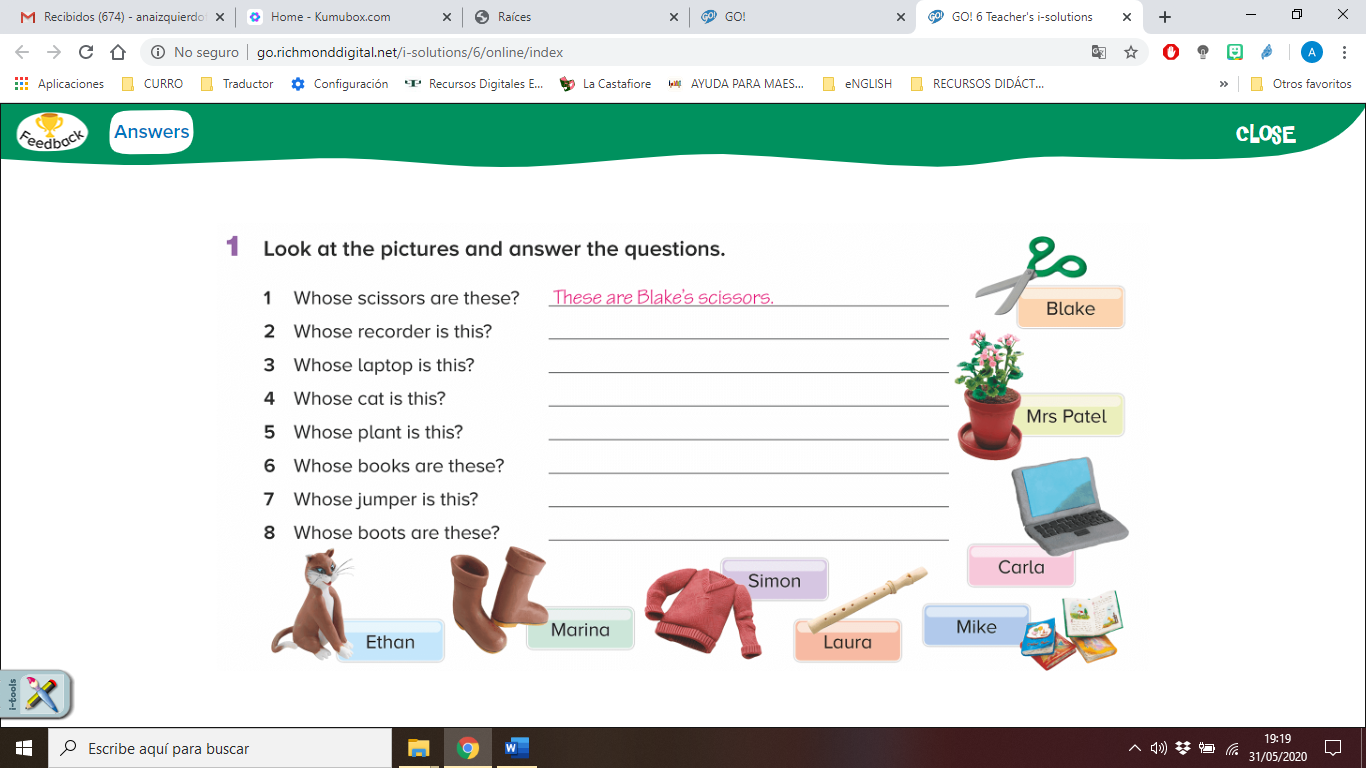 Recibidos (674) - anaizquierdo
Home - Kumubox.com
Raíces
GO!
GO! 6 Teacher's i-solutions
No seguro
go.richmonddigital.net/i-solutions/6/online/index
A
Aplicaciones
CURRO
Traductor
Configuración
Recursos Digitales E...
La Castafiore
AYUDA PARA MAES...
eNGLISH
RECURSOS DIDÁCT...
»
Otros favoritos
Feedback
Answers
CLOSE
1 Look at the pictures and answer the questions.
1 Whose scissors are these? These are Blake's scissors.
2 Whose recorder is this?
3 Whose laptop is this?
4 Whose cat is this?
5 Whose plant is this?
6 Whose books are these?
7 Whose jumper is this?
8 Whose boots are these?
Blake
Mrs Patel
Carla
Simon
Mike
Marina
Ethan
Laura
i-tools
Escribe aquí para buscar
19:19
31/05/2020